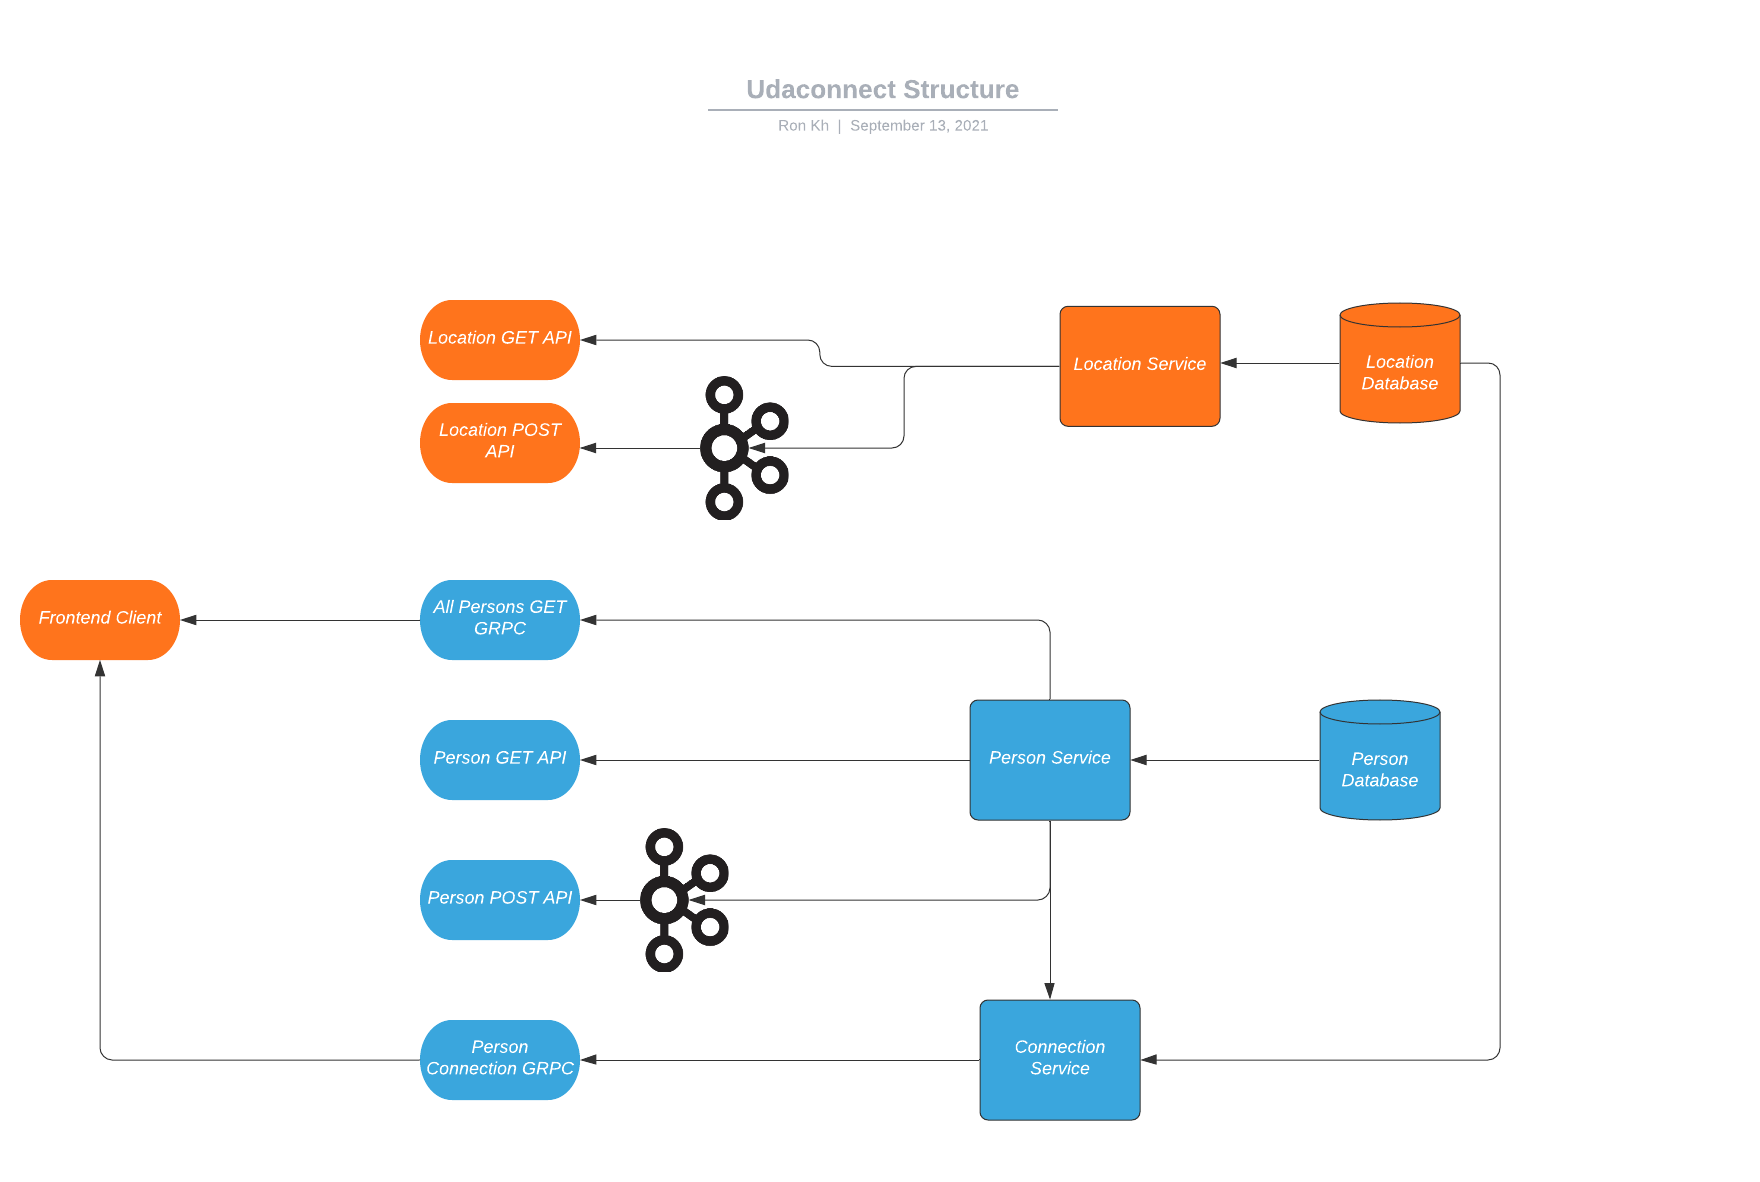 Udaconnect Structure
Ron Kh | September 13, 2021
Location GET API
Location Service
Location
Database
Location POST
API
Frontend Client
All Persons GET
GRPC
Person GET API
Person Service
Person
Database
Person POST API
Person
Connection GRPC
Connection
Service